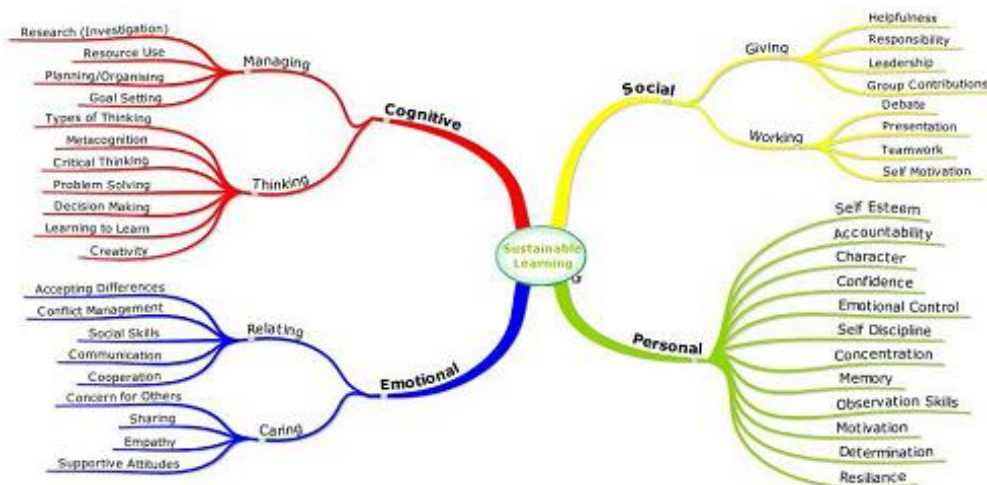 Research (Investigation)
Resource Use
Planning/Organising
Goal Setting
Managing
Types of Thinking
Metacognition
Critical Thinking
Problem Solving
Decision Making
Learning to Learn
Creativity
Thinking
Cognitive
Helpfulness
Responsibility
Leadership
Group Contributions
Giving
Debate
Presentation
Teamwork
Self Motivation
Working
Social
Sustainable
Learning
g
Accepting Differences
Conflict Management
Social Skills
Communication
Cooperation
Relating
Concern for Others
Sharing
Empathy
Supportive Attitudes
Caring
Emotional
Self Esteem
Accountability
Character
Confidence
Emotional Control
Self Discipline
Concentration
Memory
Observation Skills
Motivation
Determination
Resiliance
Personal